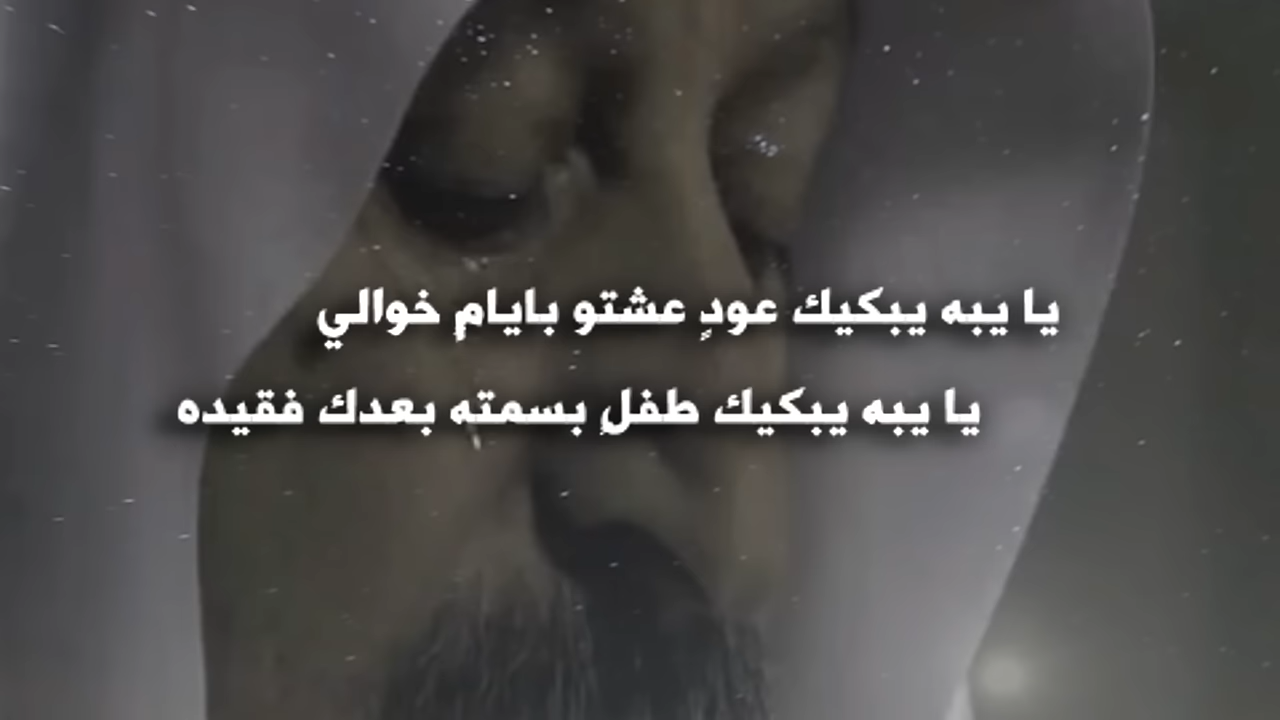 يا يبه يبكيك عودٍ عشتو بايامٍ خوالي
يا يبه يبكيك طفلٍ بسمته بعدك فقيده